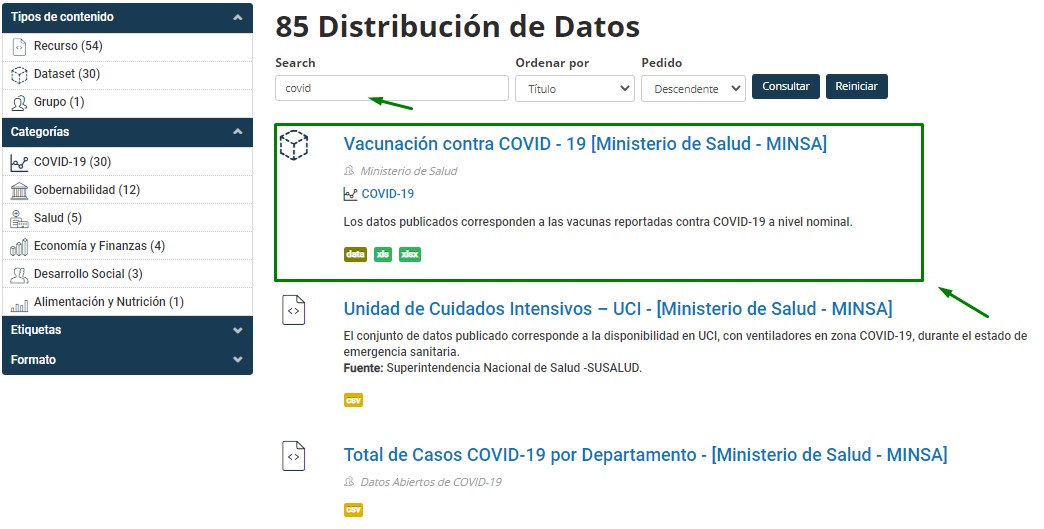 Tipos de contenido
Recurso (54)
Dataset (30)
Grupo (1)
Categorías
COVID-19 (30)
Gobernabilidad (12)
Salud (5)
Economía y Finanzas (4)
Desarrollo Social (3)
Alimentación y Nutrición (1)
Etiquetas
Formato
85 Distribución de Datos
Search
Ordenar por
Pedido
covid
Título
Descendente
Consultar
Reiniciar
Vacunación contra COVID - 19 [Ministerio de Salud - MINSA]
Ministerio de Salud
COVID-19
Los datos publicados corresponden a las vacunas reportadas contra COVID-19 a nivel nominal.
data xls xlsx
Unidad de Cuidados Intensivos – UCI - [Ministerio de Salud - MINSA]
El conjunto de datos publicado corresponde a la disponibilidad en UCI, con ventiladores en zona COVID-19, durante el estado de
emergencia sanitaria.
Fuente: Superintendencia Nacional de Salud -SUSALUD.
csv
Total de Casos COVID-19 por Departamento - [Ministerio de Salud - MINSA]
Datos Abiertos de COVID-19
csv